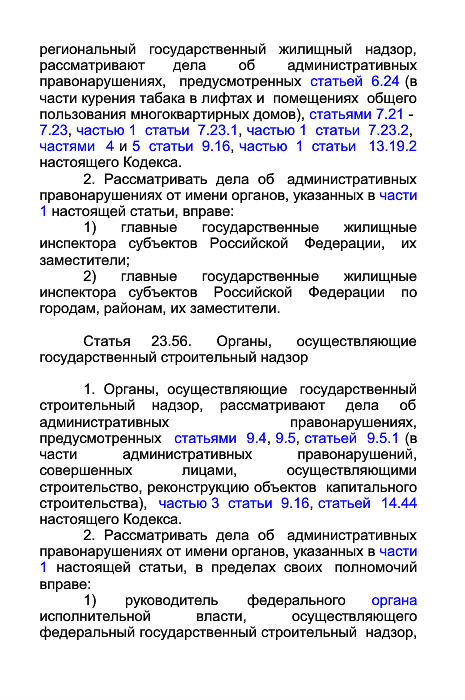 региональный государственный жилищный надзор,
рассматривают дела об административных
правонарушениях, предусмотренных статьей 6.24 (в
части курения табака в лифтах и помещениях общего
пользования многоквартирных домов), статьями 7.21 -
7.23, частью 1 статьи 7.23.1, частью 1 статьи 7.23.2,
частями 4 и 5 статьи 9.16, частью 1 статьи 13.19.2
настоящего Кодекса.
2. Рассматривать дела об административных
правонарушениях от имени органов, указанных в части
1 настоящей статьи, вправе:
1) главные государственные жилищные
инспектора субъектов Российской Федерации, их
заместители;
2) главные государственные жилищные
инспектора субъектов Российской Федерации по
городам, районам, их заместители.
Статья 23.56. Органы, осуществляющие
государственный строительный надзор
1. Органы, осуществляющие государственный
строительный надзор, рассматривают дела об
административных правонарушениях,
предусмотренных статьями 9.4, 9.5, статьей 9.5.1 (в
части административных правонарушений,
совершенных лицами, осуществляющими
строительство, реконструкцию объектов капитального
строительства), частью 3 статьи 9.16, статьей 14.44
настоящего Кодекса.
2. Рассматривать дела об административных
правонарушениях от имени органов, указанных в части
1 настоящей статьи, в пределах своих полномочий
вправе:
1) руководитель федерального органа
исполнительной власти, осуществляющего
федеральный государственный строительный надзор,